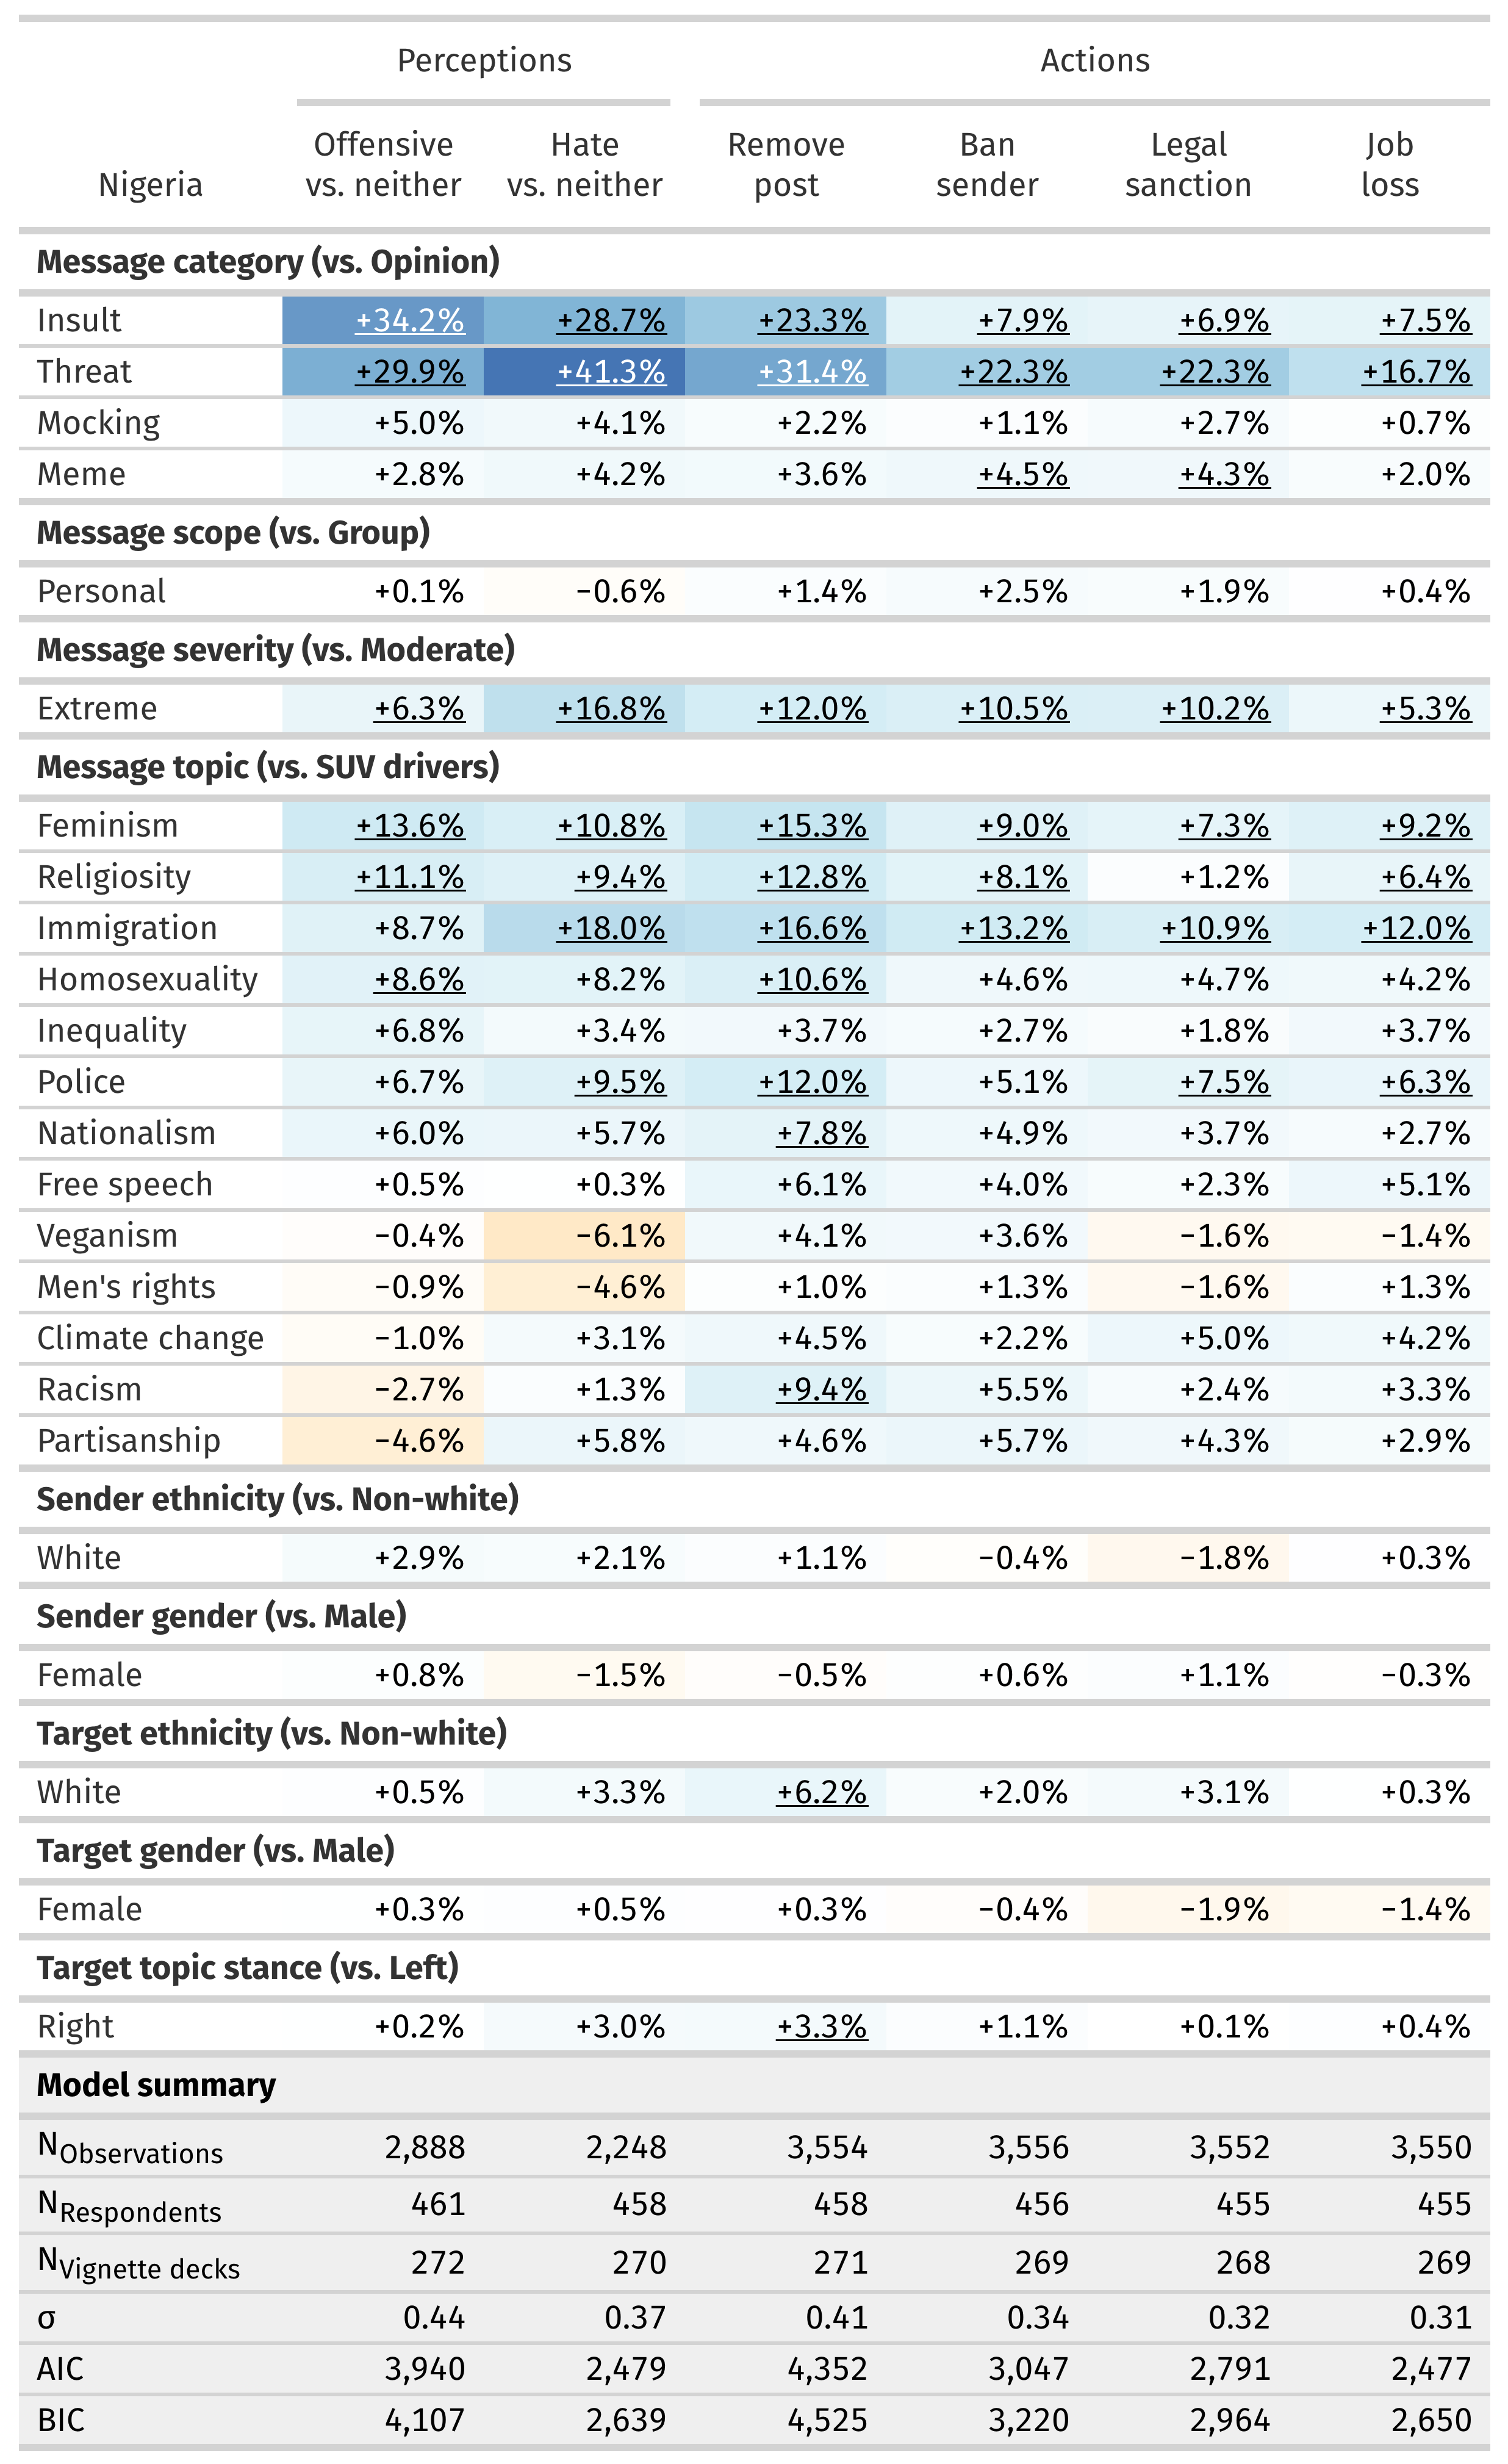 Perceptions Actions
Offensive Hate Remove Ban Legal Job
Nigeria vs. neither vs. neither post sender sanction loss
Message category (vs. Opinion)
Insult +34.2% +28.7% +23.3% +7.9% +6.9% +7.5%
Threat +29.9% +41.3% +31.4% +22.3% +22.3% +16.7%
Mocking +5.0% +4.1% +2.2% +1.1% +2.7% +0.7%
Meme +2.8% +4.2% +3.6% +4.5% +4.3% +2.0%
Message scope (vs. Group)
Personal +0.1% −0.6% +1.4% +2.5% +1.9% +0.4%
Message severity (vs. Moderate)
Extreme +6.3% +16.8% +12.0% +10.5% +10.2% +5.3%
Message topic (vs. SUV drivers)
Feminism +13.6% +10.8% +15.3% +9.0% +7.3% +9.2%
Religiosity +11.1% +9.4% +12.8% +8.1% +1.2% +6.4%
Immigration +8.7% +18.0% +16.6% +13.2% +10.9% +12.0%
Homosexuality +8.6% +8.2% +10.6% +4.6% +4.7% +4.2%
Inequality +6.8% +3.4% +3.7% +2.7% +1.8% +3.7%
Police +6.7% +9.5% +12.0% +5.1% +7.5% +6.3%
Nationalism +6.0% +5.7% +7.8% +4.9% +3.7% +2.7%
Free speech +0.5% +0.3% +6.1% +4.0% +2.3% +5.1%
Veganism −0.4% −6.1% +4.1% +3.6% −1.6% −1.4%
Men's rights −0.9% −4.6% +1.0% +1.3% −1.6% +1.3%
Climate change −1.0% +3.1% +4.5% +2.2% +5.0% +4.2%
Racism −2.7% +1.3% +9.4% +5.5% +2.4% +3.3%
Partisanship −4.6% +5.8% +4.6% +5.7% +4.3% +2.9%
Sender ethnicity (vs. Non-white)
White +2.9% +2.1% +1.1% −0.4% −1.8% +0.3%
Sender gender (vs. Male)
Female +0.8% −1.5% −0.5% +0.6% +1.1% −0.3%
Target ethnicity (vs. Non-white)
White +0.5% +3.3% +6.2% +2.0% +3.1% +0.3%
Target gender (vs. Male)
Female +0.3% +0.5% +0.3% −0.4% −1.9% −1.4%
Target topic stance (vs. Left)
Right +0.2% +3.0% +3.3% +1.1% +0.1% +0.4%
Model summary
N Observations 2,888 2,248 3,554 3,556 3,552 3,550
N Respondents 461 458 458 456 455 455
N Vignette decks 272 270 271 269 268 269
σ 0.44 0.37 0.41 0.34 0.32 0.31
AIC 3,940 2,479 4,352 3,047 2,791 2,477
BIC 4,107 2,639 4,525 3,220 2,964 2,650